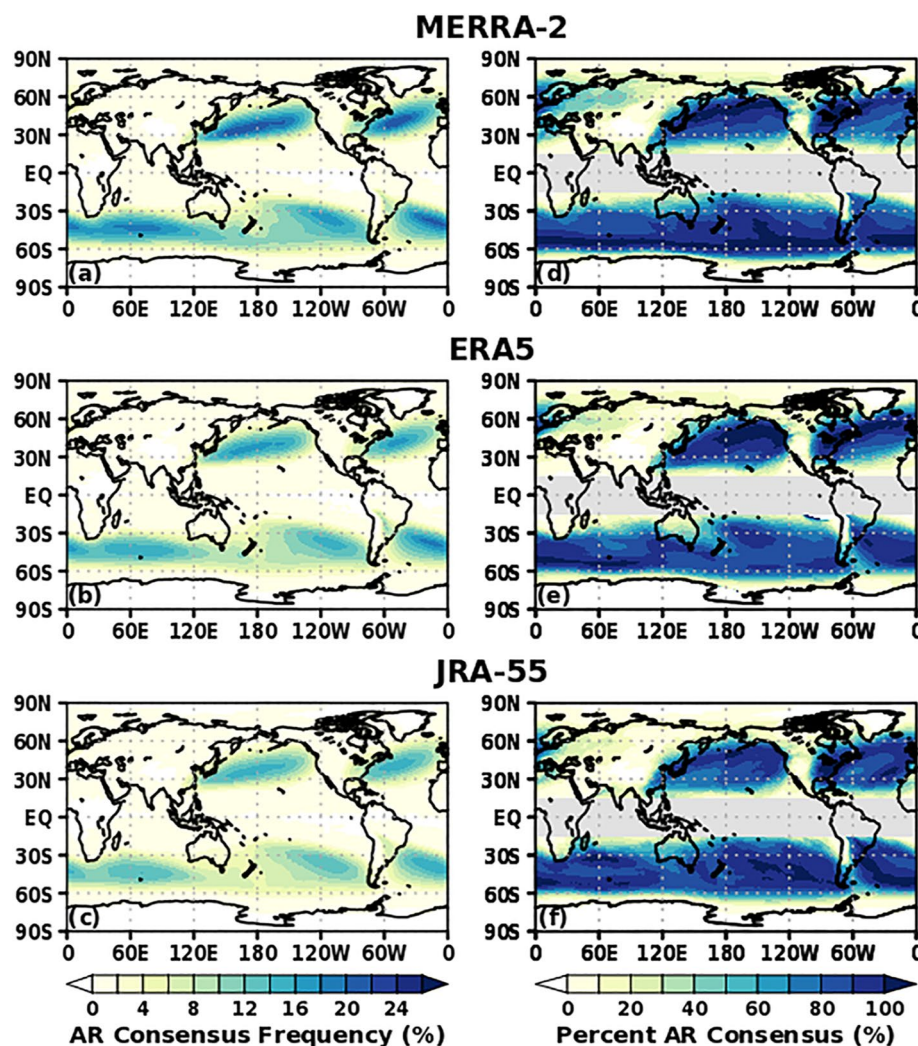 MERRA-2
90N 90N
60N 60N
30N 30N
EQ EQ
30S 30S
60S 60S
90S (a) 90S (d)
0 60E 120E 180 120W 60W 0 0 60E 120E 180 120W 60W 0
ERA5
90N 90N
60N 60N
30N 30N
EQ EQ
30S 30S
60S 60S
90S (b) 90S (e)
0 60E 120E 180 120W 60W 0 0 60E 120E 180 120W 60W 0
JRA-55
90N 90N
60N 60N
30N 30N
EQ EQ
30S 30S
60S 60S
90S (c) 90S (f)
0 60E 120E 180 120W 60W 0 0 60E 120E 180 120W 60W 0
0 4 8 12 16 20 24 0 20 40 60 80 100
AR Consensus Frequency (%) Percent AR Consensus (%)